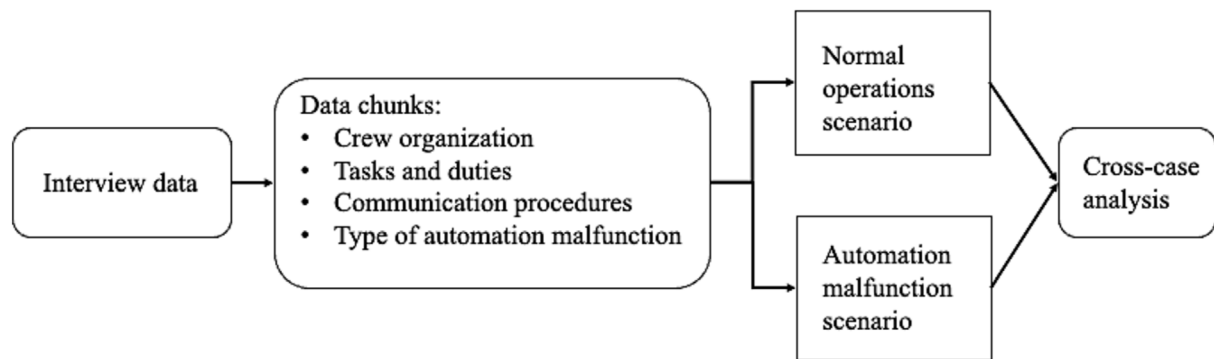 Interview data
Data chunks:
• Crew organization
• Tasks and duties
• Communication procedures
• Type of automation malfunction
Normal
operations
scenario
Automation
malfunction
scenario
Cross-case
analysis